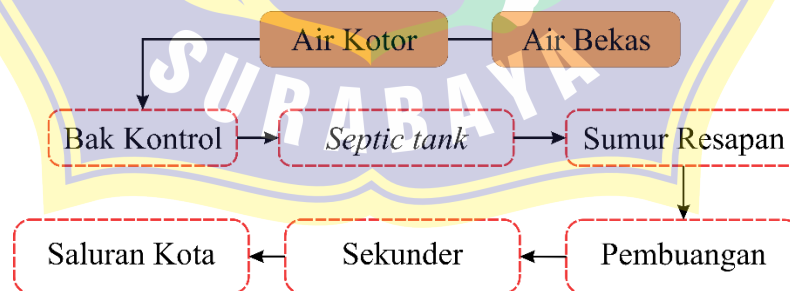 Air Kotor
Air Bekas
SURABAYA
Bak Kontrol
Septic tank
Sumur Resapan
Saluran Kota
Sekunder
Pembuangan